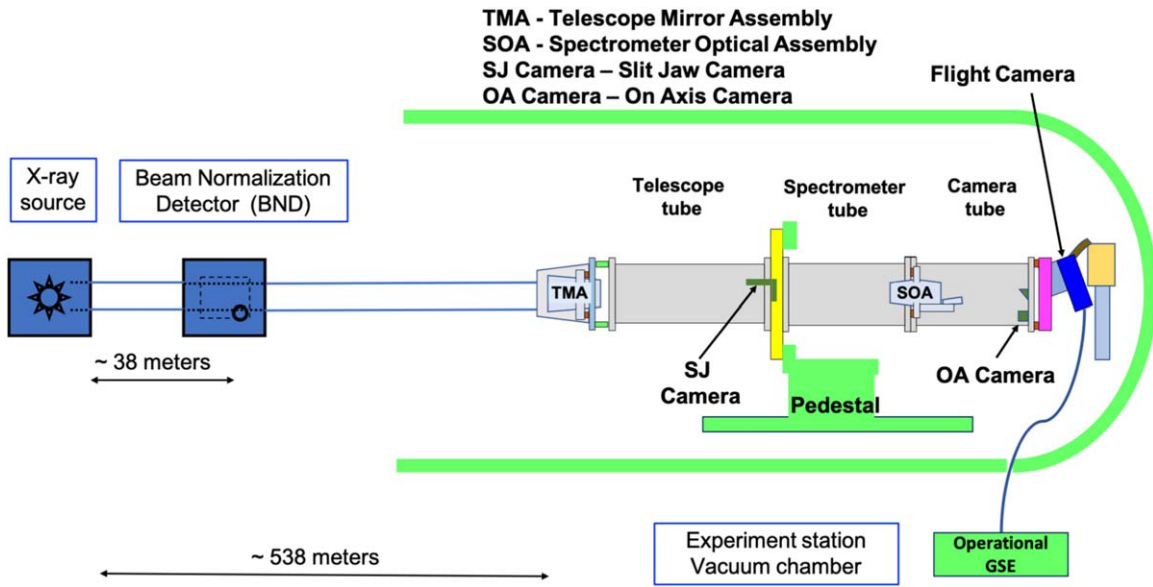 TMA - Telescope Mirror Assembly
SOA - Spectrometer Optical Assembly
SJ Camera – Slit Jaw Camera
OA Camera – On Axis Camera
Flight Camera
X-ray
source
Beam Normalization
Detector (BND)
Telescope
tube
Spectrometer
tube
Camera
tube
TMA
SOA
~ 38 meters
SJ
Camera
OA Camera
Pedestal
~ 538 meters
Experiment station
Vacuum chamber
Operational
GSE